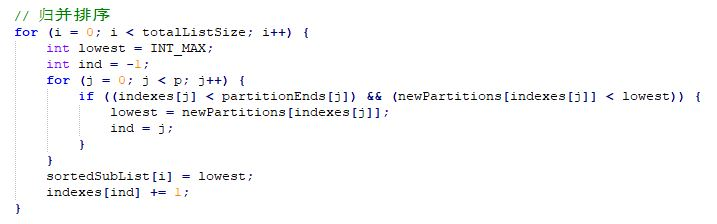 // 归并排序
for (i = 0; i < totalListSize; i++) {
    int lowest = INT_MAX;
    int ind = -1;
    for (j = 0; j < p; j++) {
        if ((indexes[j] < partitionEnds[j]) && (newPartitions[indexes[j]] < lowest)) {
            lowest = newPartitions[indexes[j]];
            ind = j;
        }
    }
    sortedSubList[i] = lowest;
    indexes[ind] += 1;
}